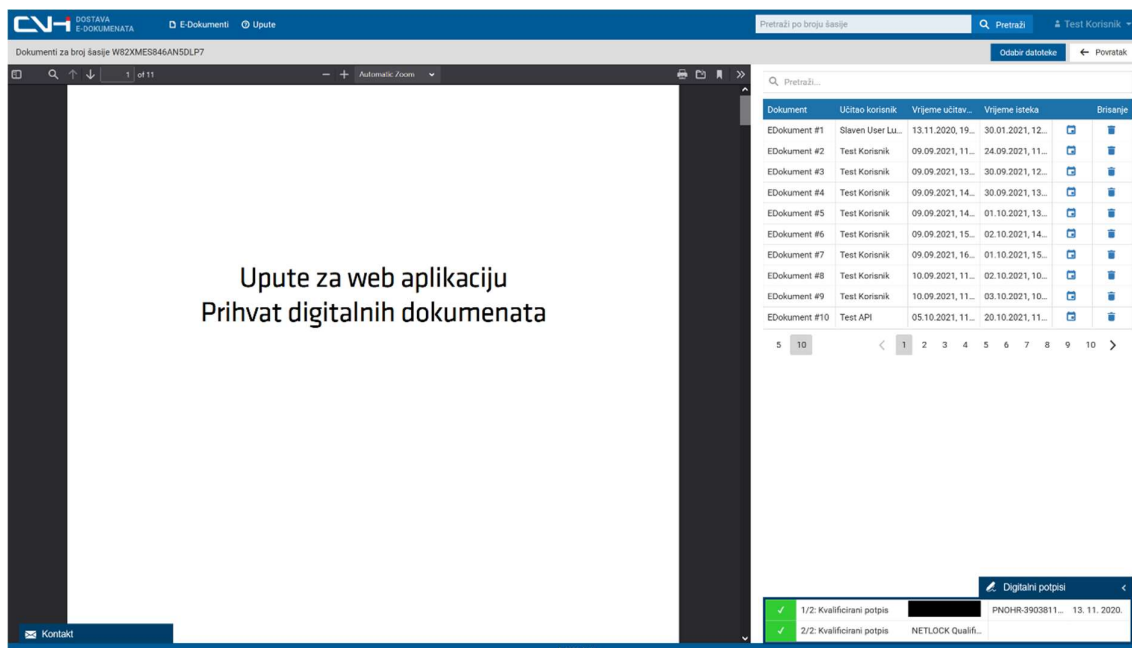 CVH DOSTAVA
E-DOKUMENATA
E-Dokumenti Upute Pretraži po broju šasije Pretraži Test Korisnik
Dokumenti za broj šasije W82XMES846AN5DLP7 Odabir datoteke Povratak
1 of 11 Automatic Zoom
Upute za web aplikaciju
Prihvat digitalnih dokumenata
Pretraži...
Dokument Učitao korisnik Vrijeme učitav... Vrijeme isteka Brisanje
EDokument #1 Slaven User Lu... 13.11.2020, 19... 30.01.2021, 12...
EDokument #2 Test Korisnik 09.09.2021, 11... 24.09.2021, 11...
EDokument #3 Test Korisnik 09.09.2021, 13... 30.09.2021, 12...
EDokument #4 Test Korisnik 09.09.2021, 14... 30.09.2021, 13...
EDokument #5 Test Korisnik 09.09.2021, 14... 01.10.2021, 13...
EDokument #6 Test Korisnik 09.09.2021, 15... 02.10.2021, 14...
EDokument #7 Test Korisnik 09.09.2021, 16... 01.10.2021, 15...
EDokument #8 Test Korisnik 10.09.2021, 11... 02.10.2021, 10...
EDokument #9 Test Korisnik 10.09.2021, 11... 03.10.2021, 10...
EDokument #10 Test API 05.10.2021, 11... 20.10.2021, 11...
5 10 1 2 3 4 5 6 7 8 9 10
Digitalni potpisi
1/2: Kvalificirani potpis PNOHR-3903811... 13. 11. 2020.
2/2: Kvalificirani potpis NETLOCK Qualifi...
Kontakt